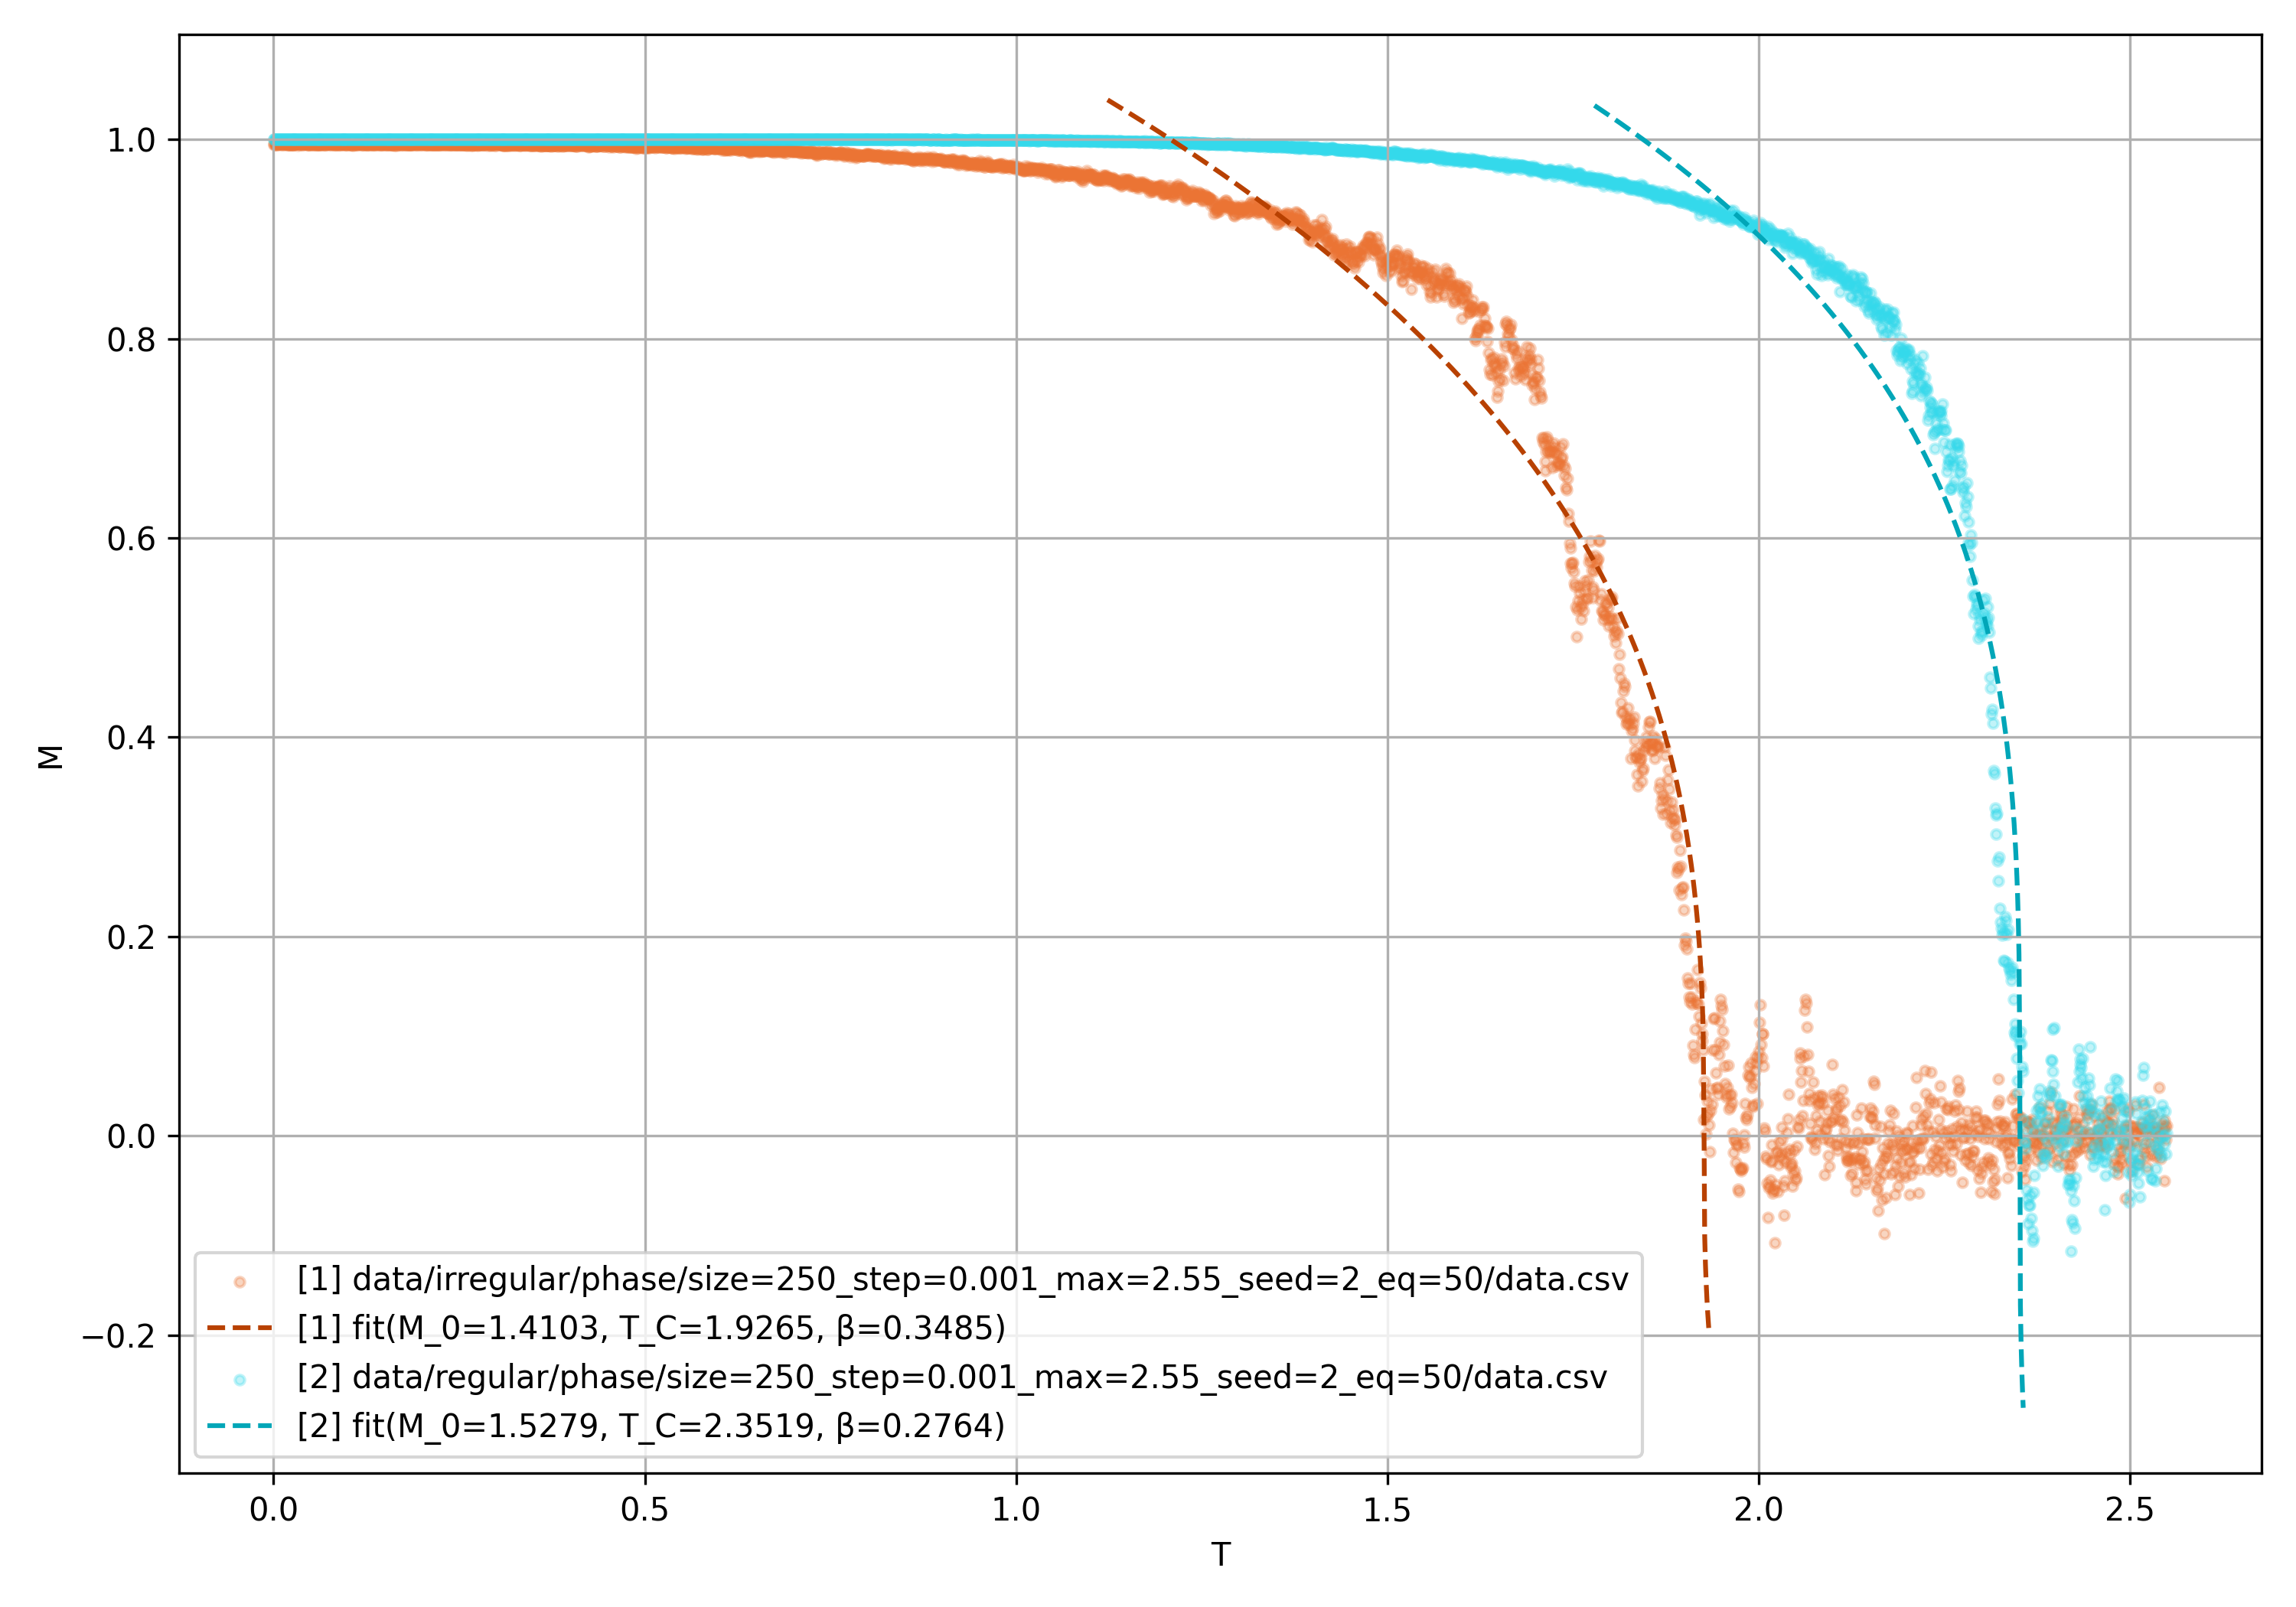 1.0
0.8
0.6
0.4
0.2
0.0
−0.2
M
[1] data/irregular/phase/size=250_step=0.001_max=2.55_seed=2_eq=50/data.csv
[1] fit(M_0=1.4103, T_C=1.9265, β=0.3485)
[2] data/regular/phase/size=250_step=0.001_max=2.55_seed=2_eq=50/data.csv
[2] fit(M_0=1.5279, T_C=2.3519, β=0.2764)
0.0 0.5 1.0 1.5 2.0 2.5
T